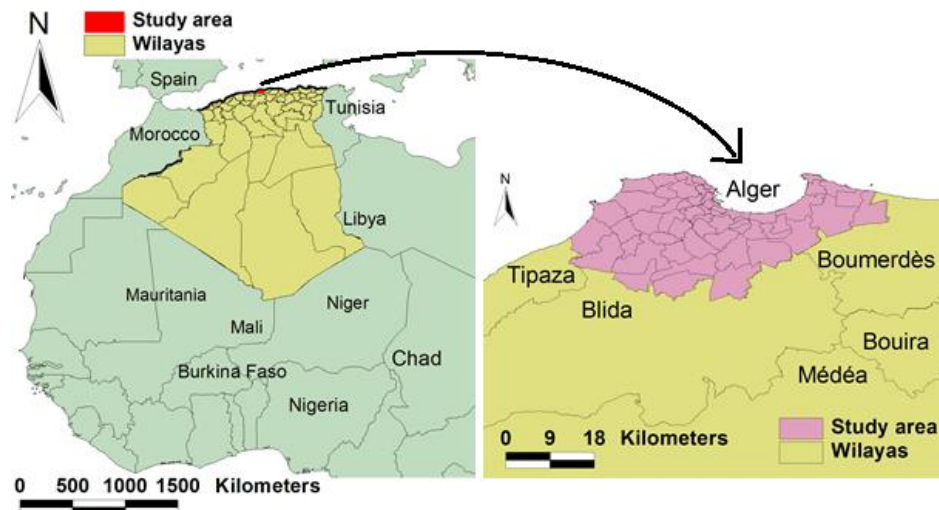 N
Study area
Wilayas
Spain
Tunisia
Morocco
Libya
Mauritania
Niger
Mali
Chad
Burkina Faso
Nigeria
0 500 1000 1500 Kilometers
N
Alger
Tipaza
Boumerdès
Blida
Bouira
Médéa
0 9 18 Kilometers
Study area
Wilayas